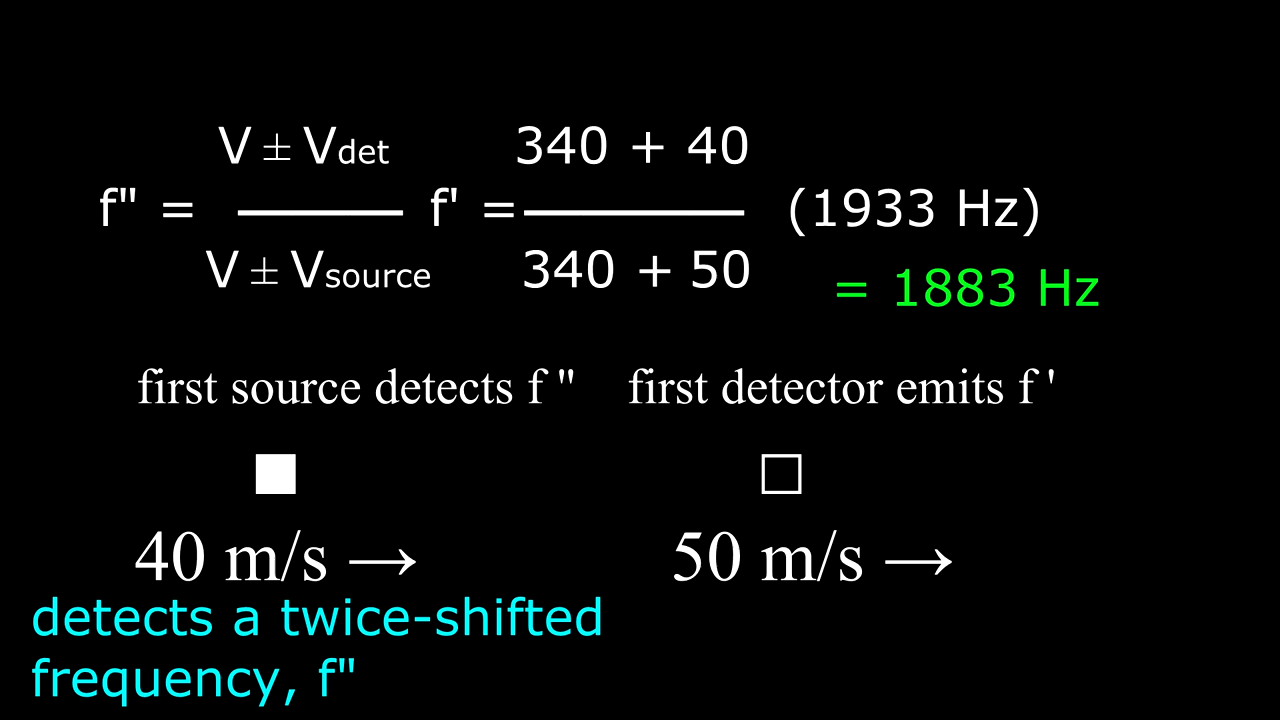 V ± Vdet 340 + 40
f" = f' = (1933 Hz)
V ± Vsource 340 + 50
= 1883 Hz
first source detects f " first detector emits f '
40 m/s → 50 m/s →
detects a twice-shifted
frequency, f"